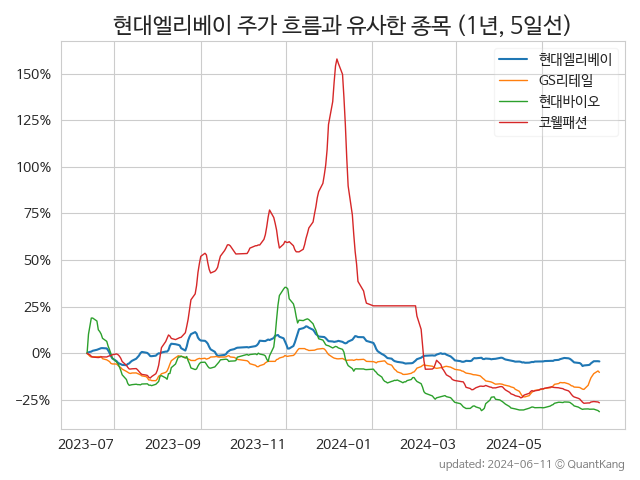 현대엘리베이 주가 흐름과 유사한 종목 (1년, 5일선)
현대엘리베이
GS리테일
현대바이오
코웰패션
150%
125%
100%
75%
50%
25%
0%
−25%
2023-07 2023-09 2023-11 2024-01 2024-03 2024-05
updated: 2024-06-11 © QuantKang